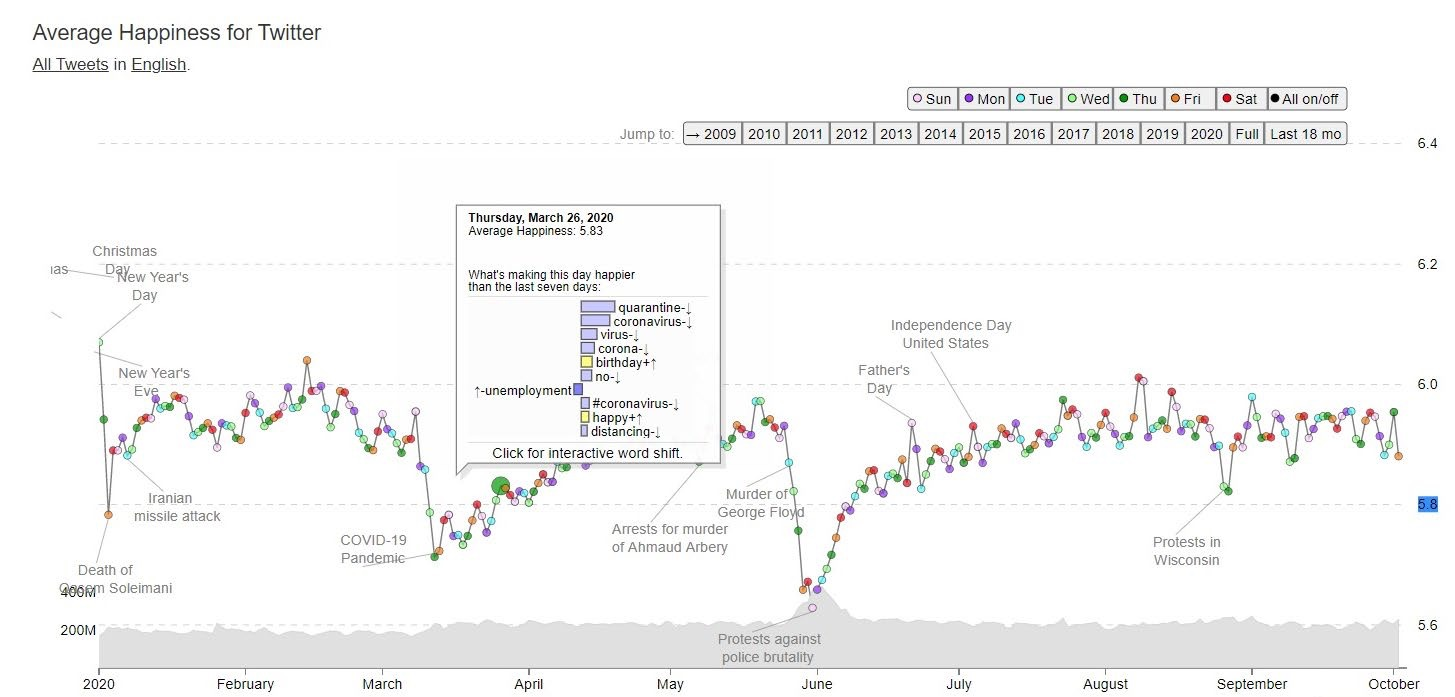 Average Happiness for Twitter
All Tweets in English.
Sun Mon Tue Wed Thu Fri Sat All on/off
Jump to: → 2009 2010 2011 2012 2013 2014 2015 2016 2017 2018 2019 2020 Full Last 18 mo
6.4
Thursday, March 26, 2020
Average Happiness: 5.83
What's making this day happier
than the last seven days:
quarantine-↓
coronavirus-↓
virus-↓
corona-↓
birthday+↑
no-↓
↑-unemployment
#coronavirus-↓
happy+↑
distancing-↓
Click for interactive word shift.
Christmas
Day
as
New Year's
Day
6.2
Independence Day
United States
Father's
Day
New Year's
Eve
6.0
Iranian
missile attack
Murder of
George Floyd
5.8
Arrests for murder
of Ahmaud Arbery
COVID-19
Pandemic
Protests in
Wisconsin
Death of
Qasem Soleimani
400M
200M
5.6
Protests against
police brutality
2020 February March April May June July August September October